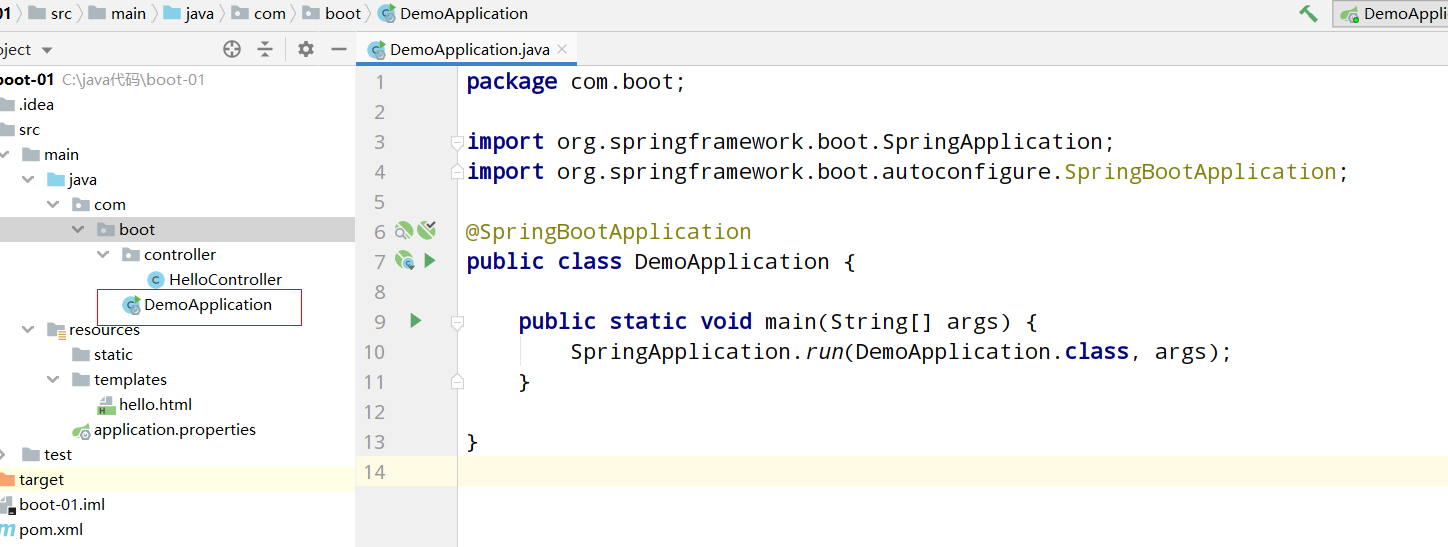 01 src main java com boot DemoApplication DemoAppli
oject DemoApplication.java
boot-01 C:\java代码\boot-01
.idea
src
main
java
com
boot
controller
HelloController
DemoApplication
resources
static
templates
hello.html
application.properties
test
target
boot-01.iml
pom.xml
1 package com.boot;
2
3 import org.springframework.boot.SpringApplication;
4 import org.springframework.boot.autoconfigure.SpringBootApplication;
5
6 @SpringBootApplication
7 public class DemoApplication {
8
9 public static void main(String[] args) {
10 SpringApplication.run(DemoApplication.class, args);
11 }
12
13 }
14